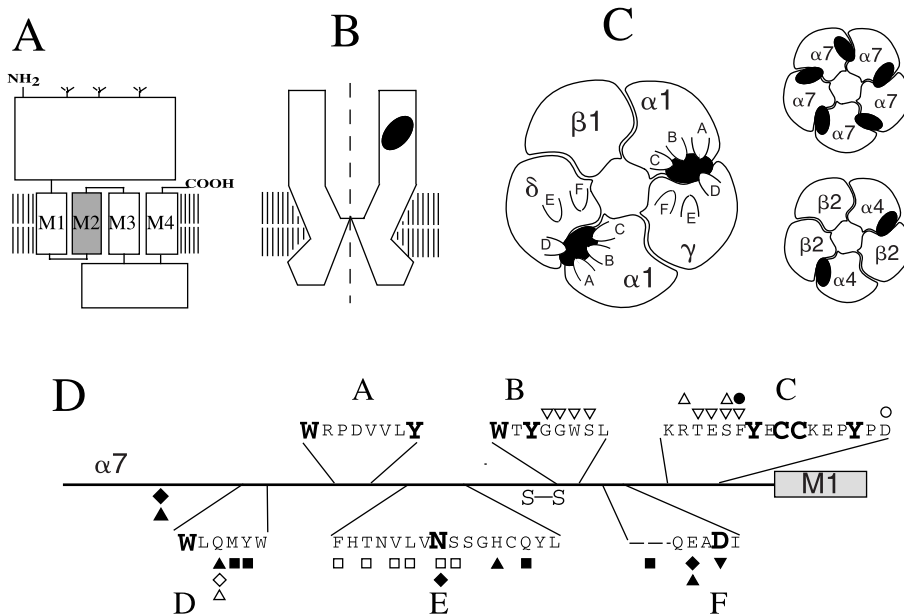 A
NH2
COOH
M1 M2 M3 M4
B
C
β1
α1
B
A
C
D
δ
E
F
F
E
D
C
B
A
γ
α1
α7
α7
α7
α7
α7
β2
α4
β2
β2
α4
D
A
B
C
WRPDVVLY
WTYGGWSL
KRTESFYECCKEPYPD
α7
S—S
M1
WLQMYW
FHTNVLVNSSGHCQYL
———-QEADI
D
E
F